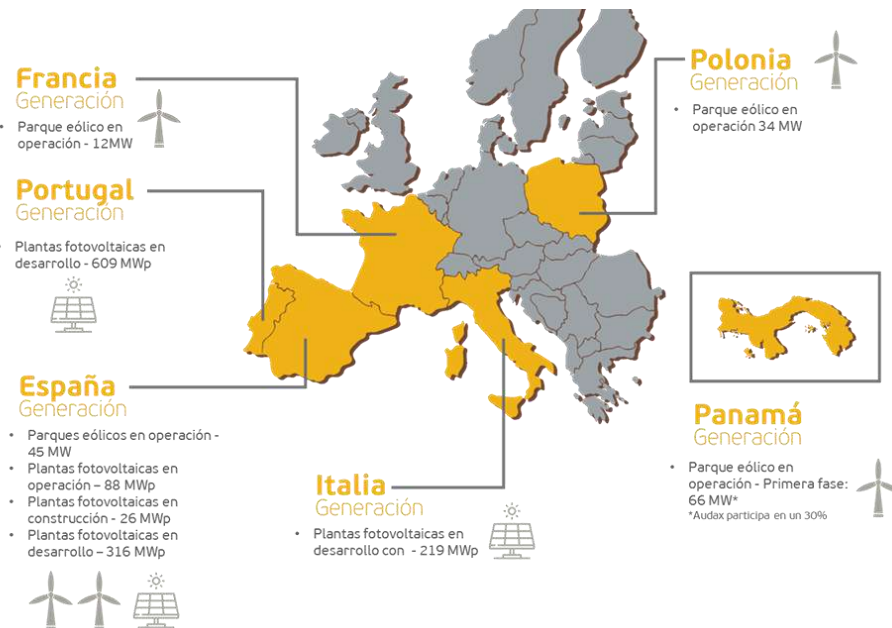 Francia
Generación
• Parque eólico en
operación - 12MW
Portugal
Generación
• Plantas fotovoltaicas en
desarrollo - 609 MWp
España
Generación
• Parques eólicos en operación -
45 MW
• Plantas fotovoltaicas en
operación – 88 MWp
• Plantas fotovoltaicas en
construcción - 26 MWp
• Plantas fotovoltaicas en
desarrollo – 316 MWp
Italia
Generación
• Plantas fotovoltaicas en
desarrollo con - 219 MWp
Polonia
Generación
• Parque eólico en
operación 34 MW
Panamá
Generación
• Parque eólico en
operación - Primera fase:
66 MW*
*Audax participa en un 30%